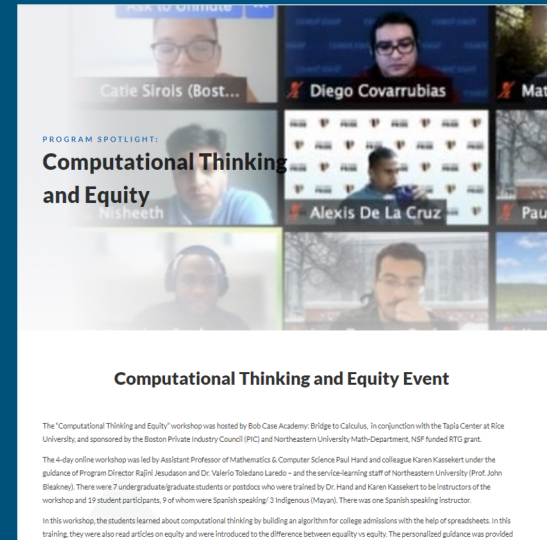 Ask to Unmute
Catie Sirois (Bost...
Diego Covarrubias
Mat
PROGRAM SPOTLIGHT:
Computational Thinking
and Equity
Nisheeth
Alexis De La Cruz
Pau
Computational Thinking and Equity Event
The "Computational Thinking and Equity" workshop was hosted by Bob Case Academy: Bridge to Calculus, in conjunction with the Tapia Center at Rice
University, and sponsored by the Boston Private Industry Council (PIC) and Northeastern University Math-Department, NSF funded RTG grant.
The 4-day online workshop was led by Assistant Professor of Mathematics & Computer Science Paul Hand and colleague Karen Kassekert under the
guidance of Program Director Rajini Jesudason and Dr. Valerio Toledano Laredo – and the service-learning staff of Northeastern University (Prof. John
Bleakney). There were 7 undergraduate/graduate students or postdocs who were trained by Dr. Hand and Karen Kassekert to be instructors of the
workshop and 19 student participants, 9 of whom were Spanish speaking/ 3 Indigenous (Mayan). There was one Spanish speaking instructor.
In this workshop, the students learned about computational thinking by building an algorithm for college admissions with the help of spreadsheets. In this
training, they were also read articles on equity and were introduced to the difference between equality vs equity. The personalized guidance was provided